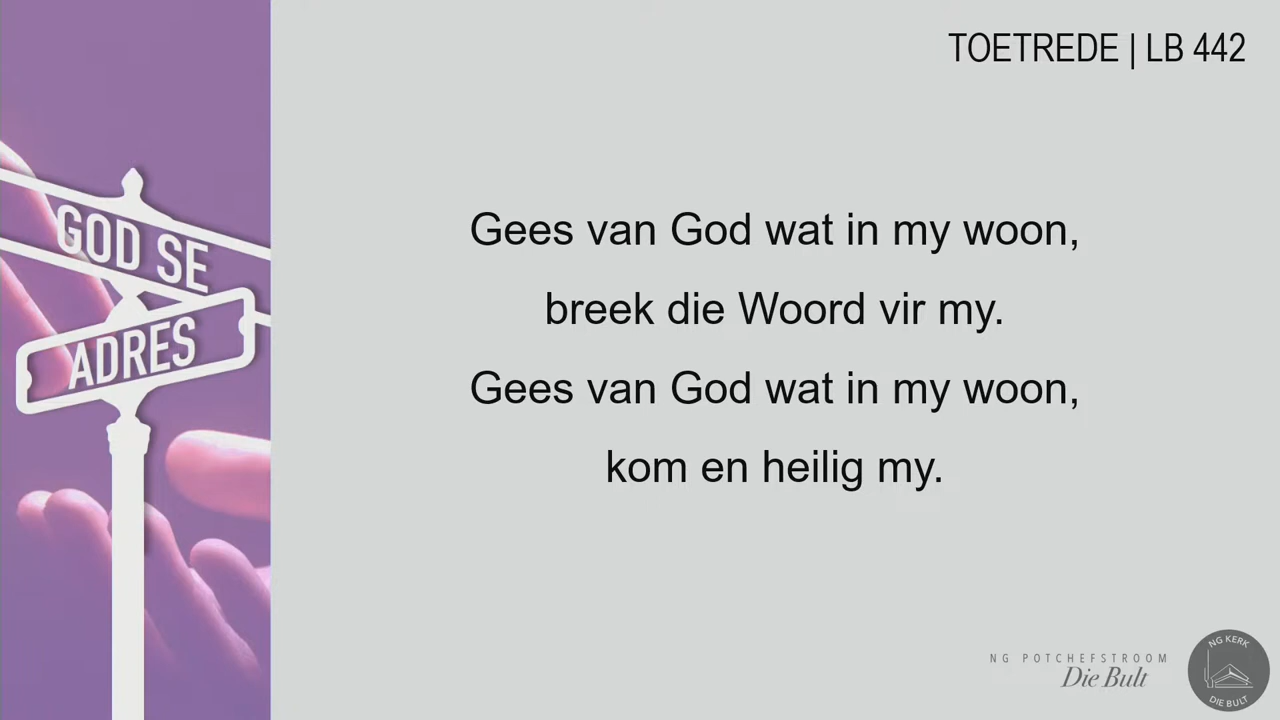 TOETREDE | LB 442
GOD SE
ADRES
Gees van God wat in my woon,
breek die Woord vir my.
Gees van God wat in my woon,
kom en heilig my.
NG POTCHEFSTROOM
Die Bult
NG KERK
DIE BULT